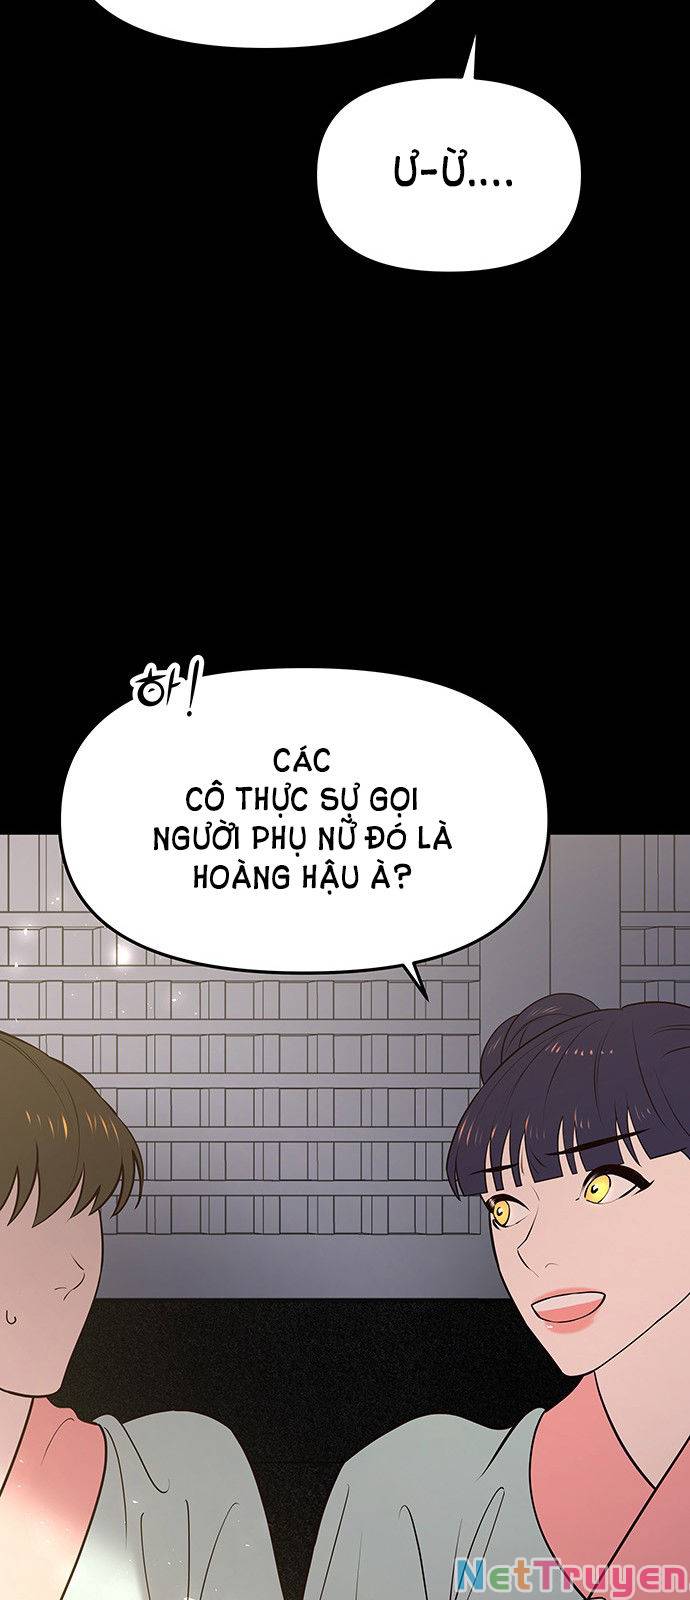 Ư-Ừ....
하!
CÁC
CÔ THỰC SỰ GỌI
NGƯỜI PHỤ NỮ ĐÓ LÀ
HOÀNG HẬU À?
NetTruyen